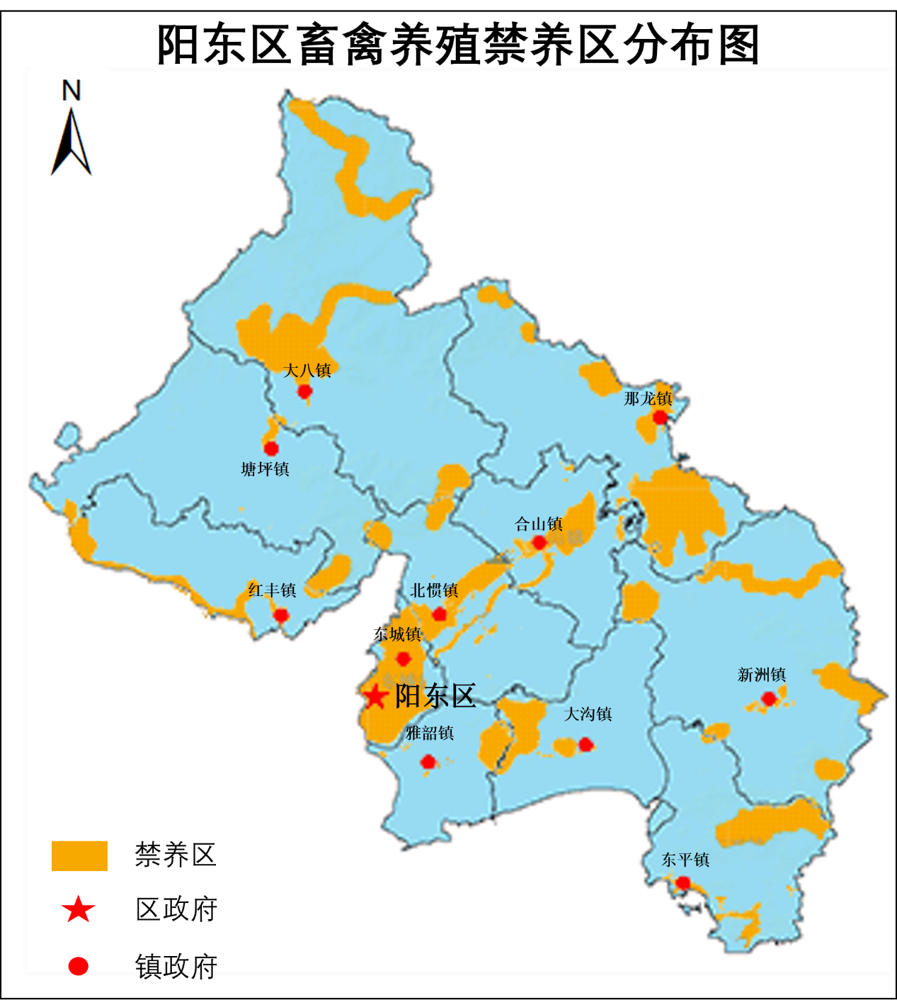 阳东区畜禽养殖禁养区分布图
N
大八镇
那龙镇
塘坪镇
合山镇
红丰镇
北惯镇
东城镇
新洲镇
阳东区
大沟镇
雅韶镇
东平镇
禁养区
区政府
镇政府